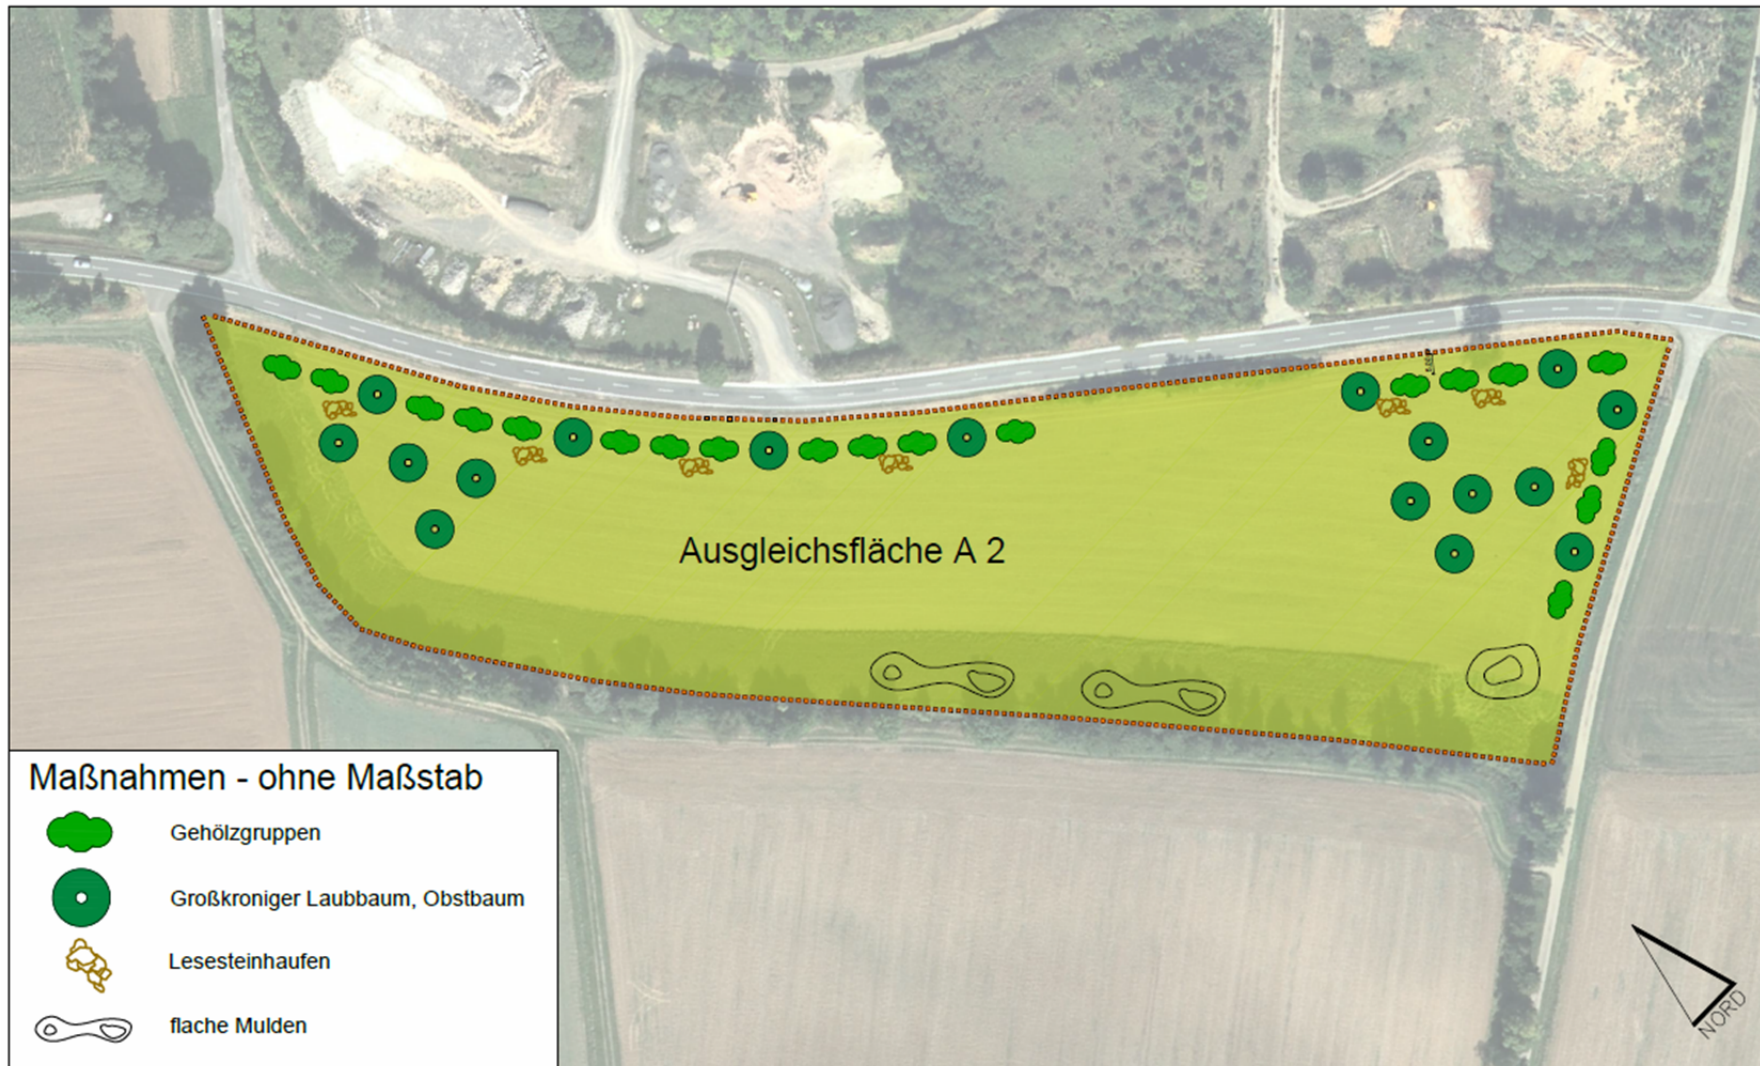 Ausgleichsfläche A 2
Maßnahmen - ohne Maßstab
Gehölzgruppen
Großkroniger Laubbaum, Obstbaum
Lesesteinhaufen
flache Mulden
NORD